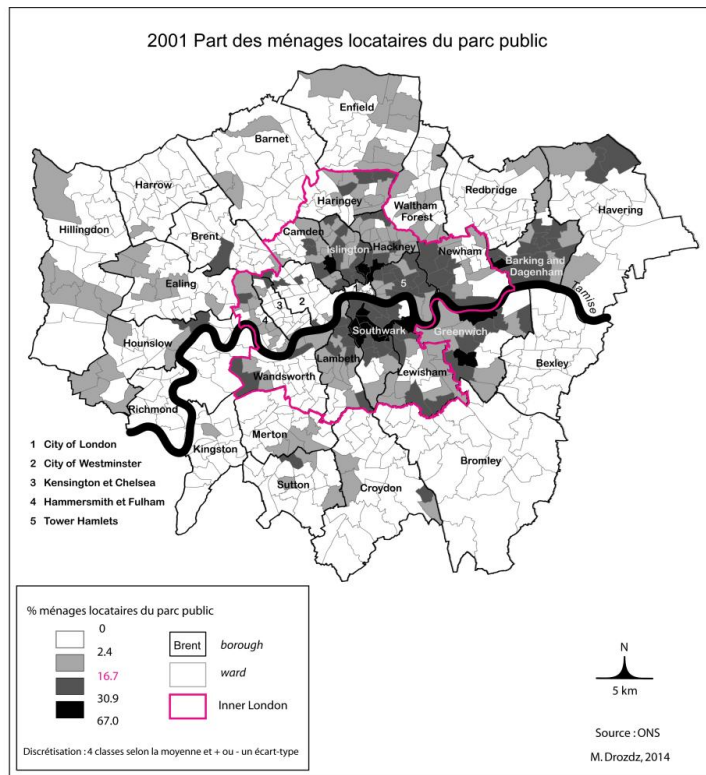 2001 Part des ménages locataires du parc public
Enfield
Barnet
Harrow
Redbridge
Haringey
Waltham
Forest
Havering
Hillingdon
Camden
Brent
Islington
Hackney
Newham
Barking and
Dagenham
Ealing
5
1
2
3
4
Tamise
Southwark
Greenwich
Hounslow
Lambeth
Bexley
Wandsworth
Lewisham
Richmond
Merton
Kingston
Bromley
Sutton
Croydon
1 City of London
2 City of Westminster
3 Kensington et Chelsea
4 Hammersmith et Fulham
5 Tower Hamlets
% ménages locataires du parc public
0
2.4
16.7
30.9
67.0
Brent borough
ward
Inner London
Discrétisation : 4 classes selon la moyenne et + ou - un écart-type
N
5 km
Source : ONS
M. Drozdz, 2014